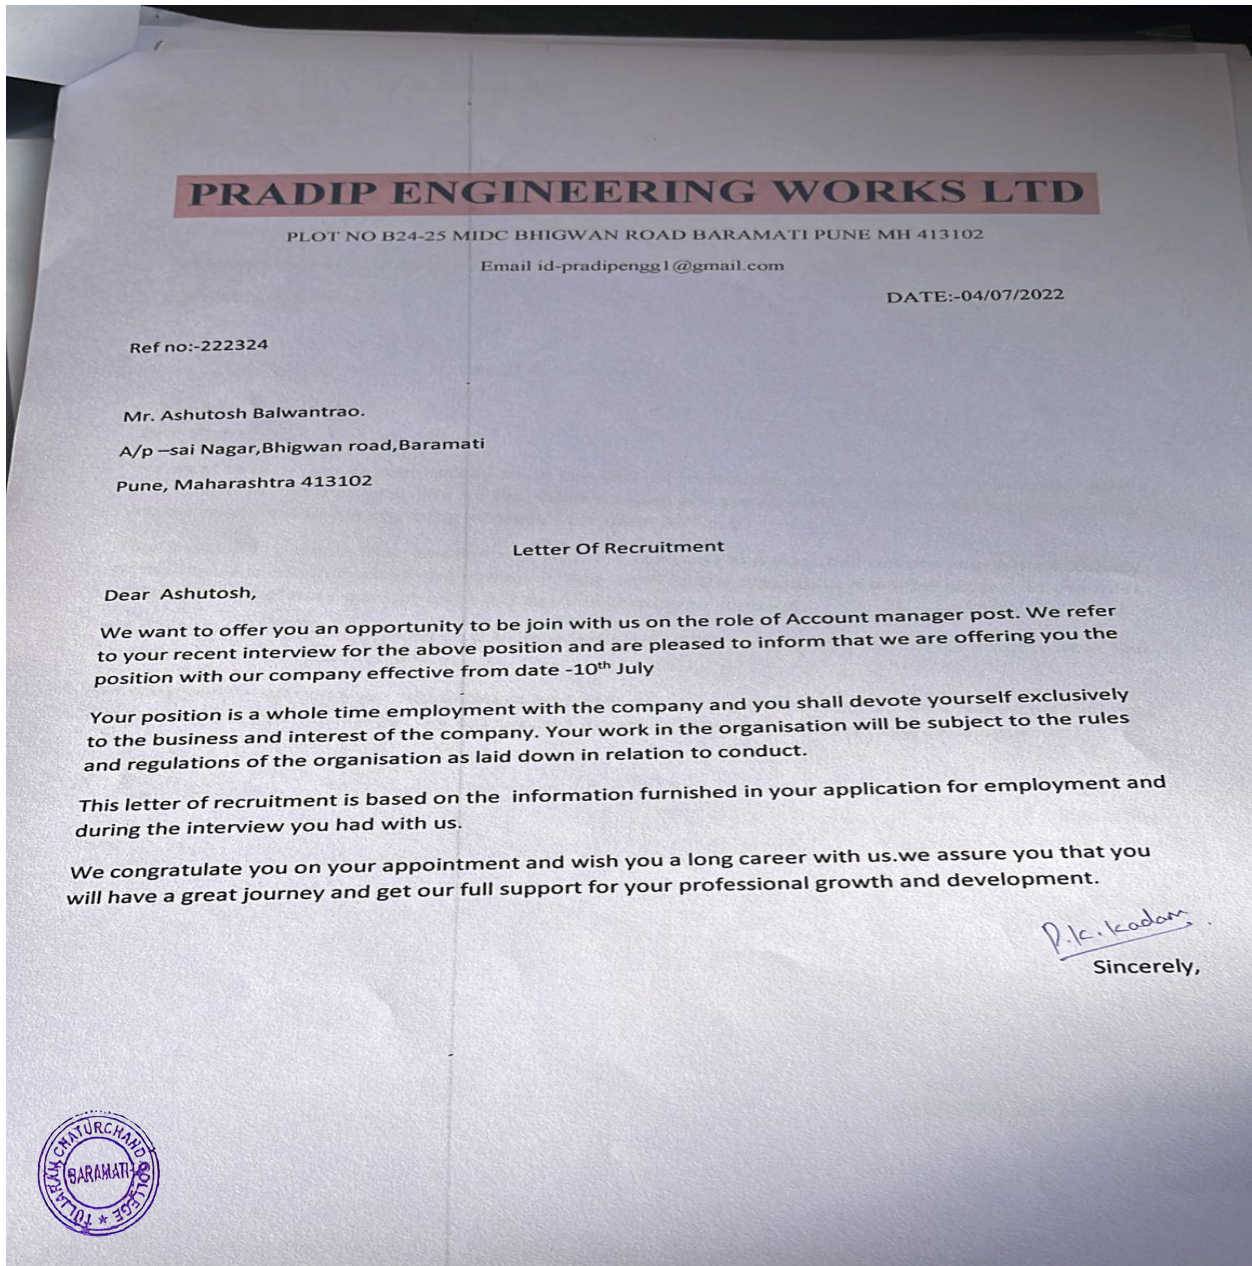 PRADIP ENGINEERING WORKS LTD
PLOT NO B24-25 MIDC BHIGWAN ROAD BARAMATI PUNE MH 413102
Email id-pradipengg1@gmail.com
DATE:-04/07/2022
Ref no:-222324
Mr. Ashutosh Balwantrao.
A/p –sai Nagar,Bhigwan road,Baramati
Pune, Maharashtra 413102
Letter Of Recruitment
Dear  Ashutosh,
We want to offer you an opportunity to be join with us on the role of Account manager post. We refer
to your recent interview for the above position and are pleased to inform that we are offering you the
position with our company effective from date -10th July
Your position is a whole time employment with the company and you shall devote yourself exclusively
to the business and interest of the company. Your work in the organisation will be subject to the rules
and regulations of the organisation as laid down in relation to conduct.
This letter of recruitment is based on the  information furnished in your application for employment and
during the interview you had with us.
We congratulate you on your appointment and wish you a long career with us.we assure you that you
will have a great journey and get our full support for your professional growth and development.
P.K.Kadam
Sincerely,
TULJARAM CHATURCHAND COLLEGE
BARAMATI